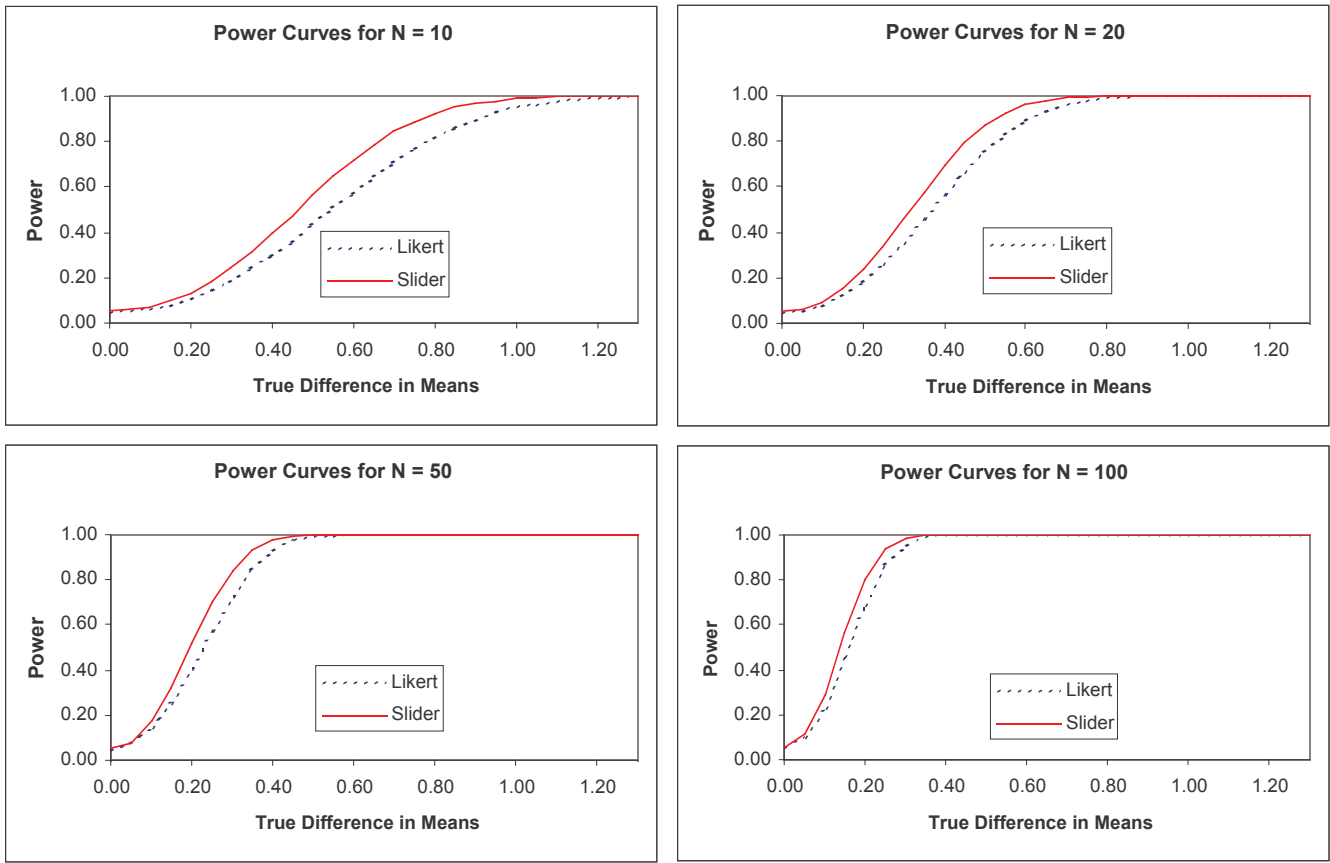 Power Curves for N = 10
1.00
0.80
0.60
0.40
0.20
0.00
Power
Likert
Slider
0.00 0.20 0.40 0.60 0.80 1.00 1.20
True Difference in Means
Power Curves for N = 20
1.00
0.80
0.60
0.40
0.20
0.00
Power
Likert
Slider
0.00 0.20 0.40 0.60 0.80 1.00 1.20
True Difference in Means
Power Curves for N = 50
1.00
0.80
0.60
0.40
0.20
0.00
Power
Likert
Slider
0.00 0.20 0.40 0.60 0.80 1.00 1.20
True Difference in Means
Power Curves for N = 100
1.00
0.80
0.60
0.40
0.20
0.00
Power
Likert
Slider
0.00 0.20 0.40 0.60 0.80 1.00 1.20
True Difference in Means